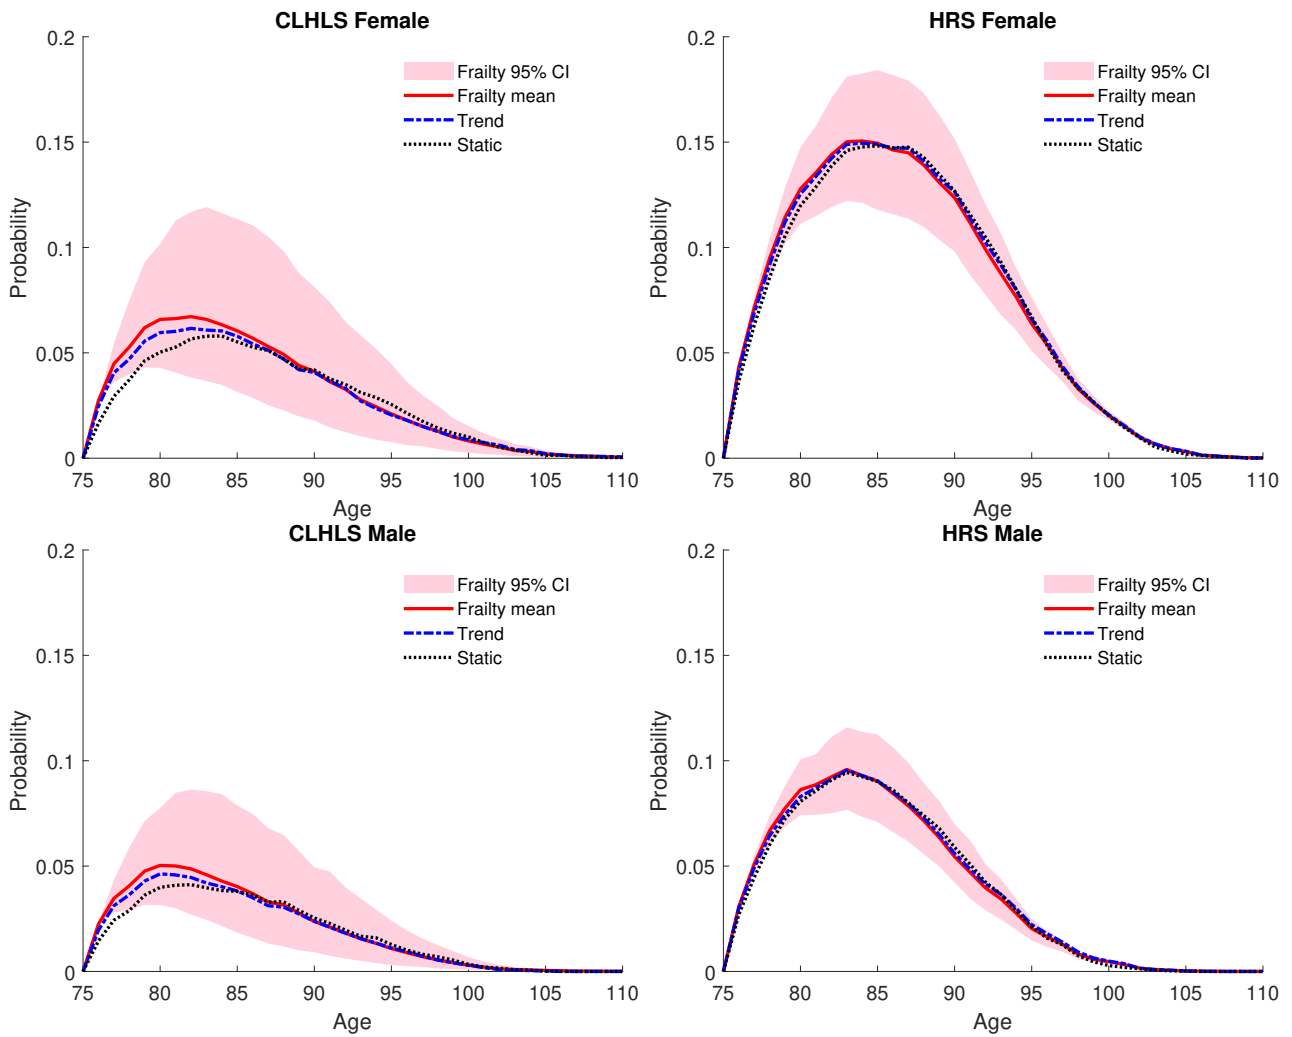 CLHLS Female
0.2
0.15
0.1
0.05
0
Probability
Frailty 95% CI
Frailty mean
Trend
Static
75 80 85 90 95 100 105 110
Age
HRS Female
0.2
0.15
0.1
0.05
0
Probability
Frailty 95% CI
Frailty mean
Trend
Static
75 80 85 90 95 100 105 110
Age
CLHLS Male
0.2
0.15
0.1
0.05
0
Probability
Frailty 95% CI
Frailty mean
Trend
Static
75 80 85 90 95 100 105 110
Age
HRS Male
0.2
0.15
0.1
0.05
0
Probability
Frailty 95% CI
Frailty mean
Trend
Static
75 80 85 90 95 100 105 110
Age